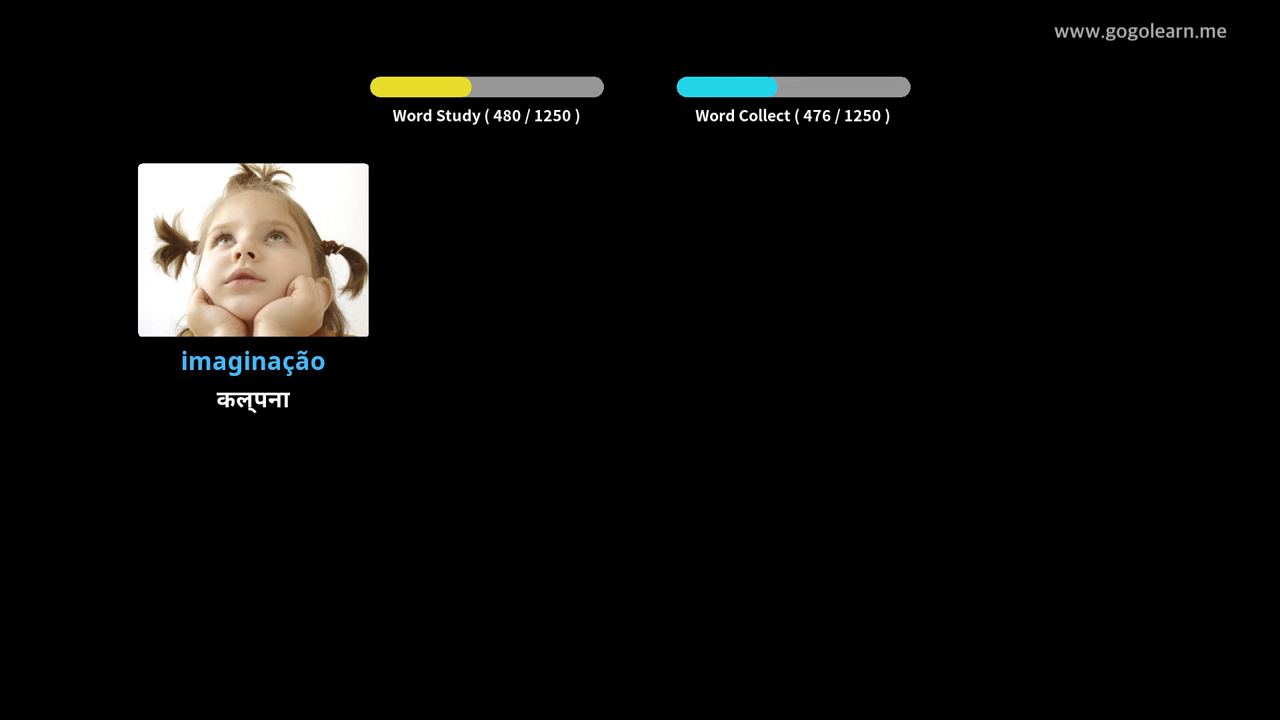 www.gogolearn.me
Word Study ( 480 / 1250 )
Word Collect ( 476 / 1250 )
imaginação
कल्पना